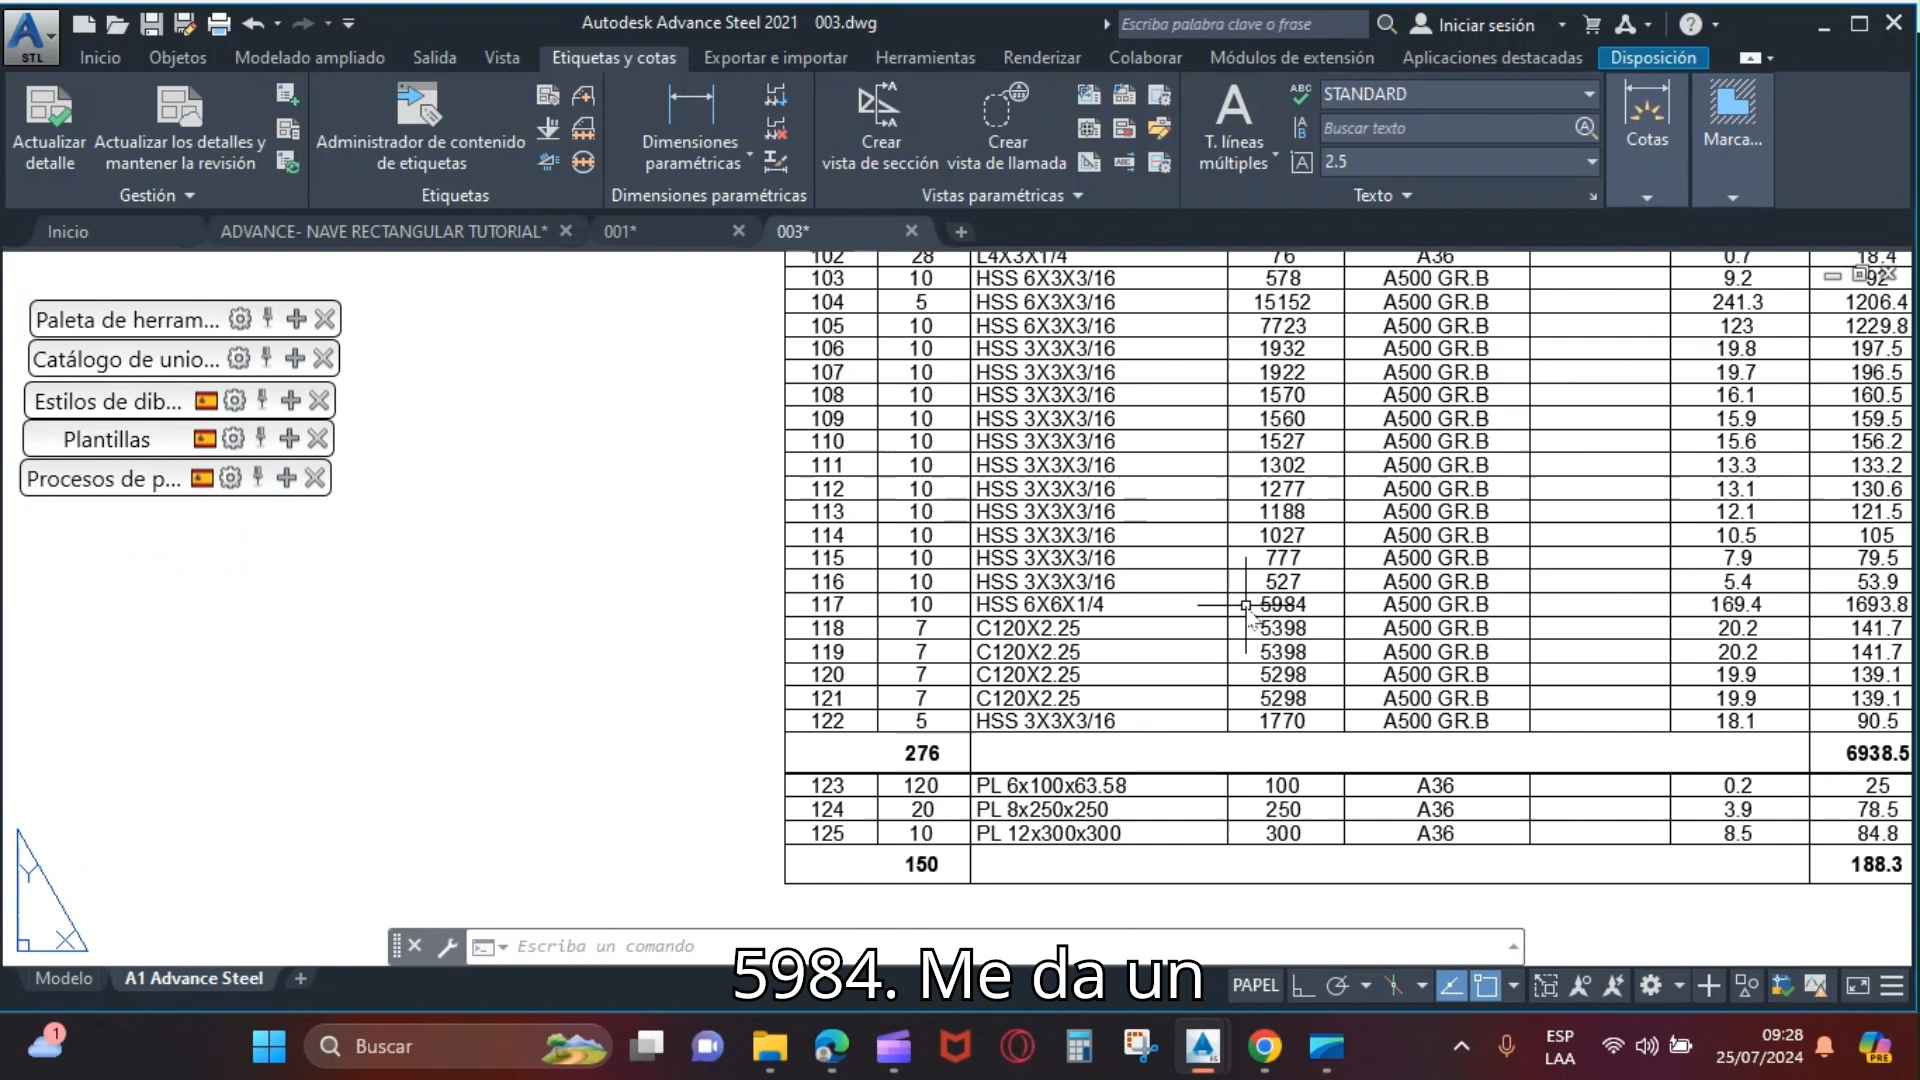 Autodesk Advance Steel 2021 003.dwg
Escriba palabra clave o frase
Iniciar sesión
STL
Inicio Objetos Modelado ampliado Salida Vista Etiquetas y cotas Exportar e importar Herramientas Renderizar Colaborar Módulos de extensión Aplicaciones destacadas Disposición
Actualizar detalle
Actualizar los detalles y mantener la revisión
Administrador de contenido de etiquetas
Dimensiones paramétricas
Crear vista de sección
Crear vista de llamada
T. líneas múltiples
ABC
STANDARD
Buscar texto
2.5
Cotas
Marca...
Gestión Etiquetas Dimensiones paramétricas Vistas paramétricas Texto
Inicio ADVANCE- NAVE RECTANGULAR TUTORIAL* 001* 003*
Paleta de herram...
Catálogo de unio...
Estilos de dib...
Plantillas
Procesos de p...
102 28 L4X3X1/4 76 A36 0.7 18.4
103 10 HSS 6X3X3/16 578 A500 GR.B 9.2 92
104 5 HSS 6X3X3/16 15152 A500 GR.B 241.3 1206.4
105 10 HSS 6X3X3/16 7723 A500 GR.B 123 1229.8
106 10 HSS 3X3X3/16 1932 A500 GR.B 19.8 197.5
107 10 HSS 3X3X3/16 1922 A500 GR.B 19.7 196.5
108 10 HSS 3X3X3/16 1570 A500 GR.B 16.1 160.5
109 10 HSS 3X3X3/16 1560 A500 GR.B 15.9 159.5
110 10 HSS 3X3X3/16 1527 A500 GR.B 15.6 156.2
111 10 HSS 3X3X3/16 1302 A500 GR.B 13.3 133.2
112 10 HSS 3X3X3/16 1277 A500 GR.B 13.1 130.6
113 10 HSS 3X3X3/16 1188 A500 GR.B 12.1 121.5
114 10 HSS 3X3X3/16 1027 A500 GR.B 10.5 105
115 10 HSS 3X3X3/16 777 A500 GR.B 7.9 79.5
116 10 HSS 3X3X3/16 527 A500 GR.B 5.4 53.9
117 10 HSS 6X6X1/4 5984 A500 GR.B 169.4 1693.8
118 7 C120X2.25 5398 A500 GR.B 20.2 141.7
119 7 C120X2.25 5398 A500 GR.B 20.2 141.7
120 7 C120X2.25 5298 A500 GR.B 19.9 139.1
121 7 C120X2.25 5298 A500 GR.B 19.9 139.1
122 5 HSS 3X3X3/16 1770 A500 GR.B 18.1 90.5
276 6938.5
123 120 PL 6x100x63.58 100 A36 0.2 25
124 20 PL 8x250x250 250 A36 3.9 78.5
125 10 PL 12x300x300 300 A36 8.5 84.8
150 188.3
Y
X
Escriba un comando
5984. Me da un
Modelo A1 Advance Steel
PAPEL
1
Buscar
ESP
LAA
09:28
25/07/2024
PRE